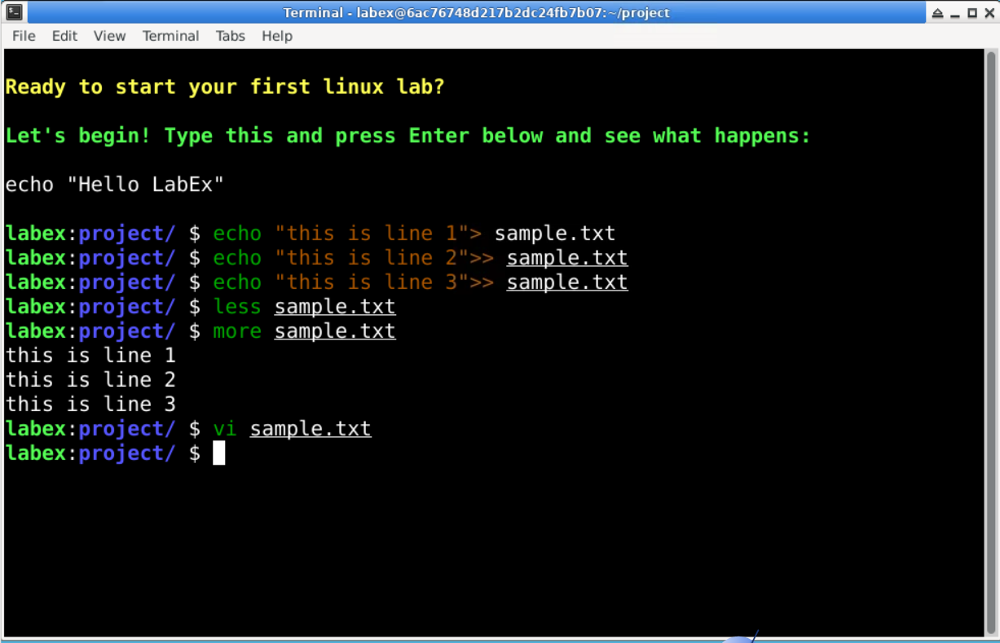 Terminal - labex@6ac76748d217b2dc24fb7b07:~/project
File Edit View Terminal Tabs Help
Ready to start your first linux lab?
Let's begin! Type this and press Enter below and see what happens:
echo "Hello LabEx"
labex:project/ $ echo "this is line 1"> sample.txt
labex:project/ $ echo "this is line 2">> sample.txt
labex:project/ $ echo "this is line 3">> sample.txt
labex:project/ $ less sample.txt
labex:project/ $ more sample.txt
this is line 1
this is line 2
this is line 3
labex:project/ $ vi sample.txt
labex:project/ $